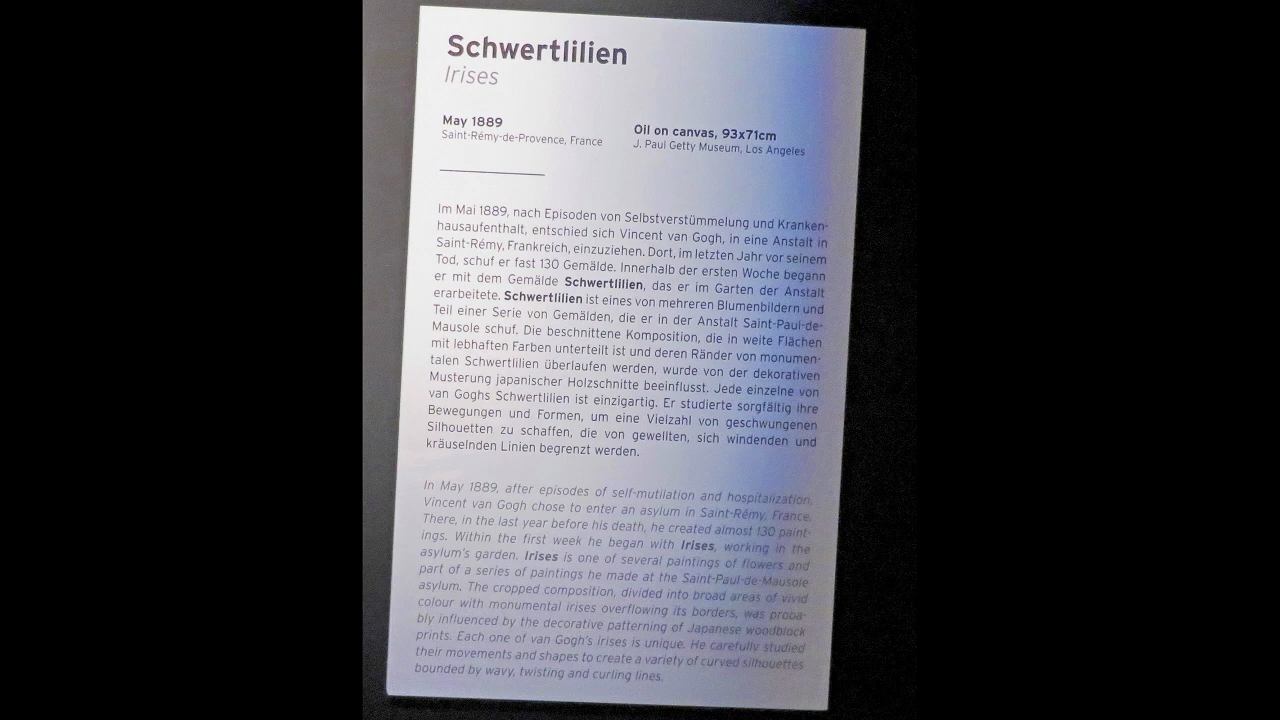 Schwertlilien
Irises
May 1889
Saint-Rémy-de-Provence, France
Oil on canvas, 93x71cm
J. Paul Getty Museum, Los Angeles
Im Mai 1889, nach Episoden von Selbstverstümmelung und Kranken-
hausaufenthalt, entschied sich Vincent van Gogh, in eine Anstalt in
Saint-Rémy, Frankreich, einzuziehen. Dort, im letzten Jahr vor seinem
Tod, schuf er fast 130 Gemälde. Innerhalb der ersten Woche begann
er mit dem Gemälde Schwertlilien, das er im Garten der Anstalt
erarbeitete. Schwertlilien ist eines von mehreren Blumenbildern und
Teil einer Serie von Gemälden, die er in der Anstalt Saint-Paul-de-
Mausole schuf. Die beschnittene Komposition, die in weite Flächen
mit lebhaften Farben unterteilt ist und deren Ränder von monumen-
talen Schwertlilien überlaufen werden, wurde von der dekorativen
Musterung japanischer Holzschnitte beeinflusst. Jede einzelne von
van Goghs Schwertlilien ist einzigartig. Er studierte sorgfältig ihre
Bewegungen und Formen, um eine Vielzahl von geschwungenen
Silhouetten zu schaffen, die von gewellten, sich windenden und
kräuselnden Linien begrenzt werden.
In May 1889, after episodes of self-mutilation and hospitalization,
Vincent van Gogh chose to enter an asylum in Saint-Rémy, France.
There, in the last year before his death, he created almost 130 paint-
ings. Within the first week he began with Irises, working in the
asylum's garden. Irises is one of several paintings of flowers and
part of a series of paintings he made at the Saint-Paul-de-Mausole
asylum. The cropped composition, divided into broad areas of vivid
colour with monumental irises overflowing its borders, was proba-
bly influenced by the decorative patterning of Japanese woodblock
prints. Each one of van Gogh's irises is unique. He carefully studied
their movements and shapes to create a variety of curved silhouettes
bounded by wavy, twisting and curling lines.